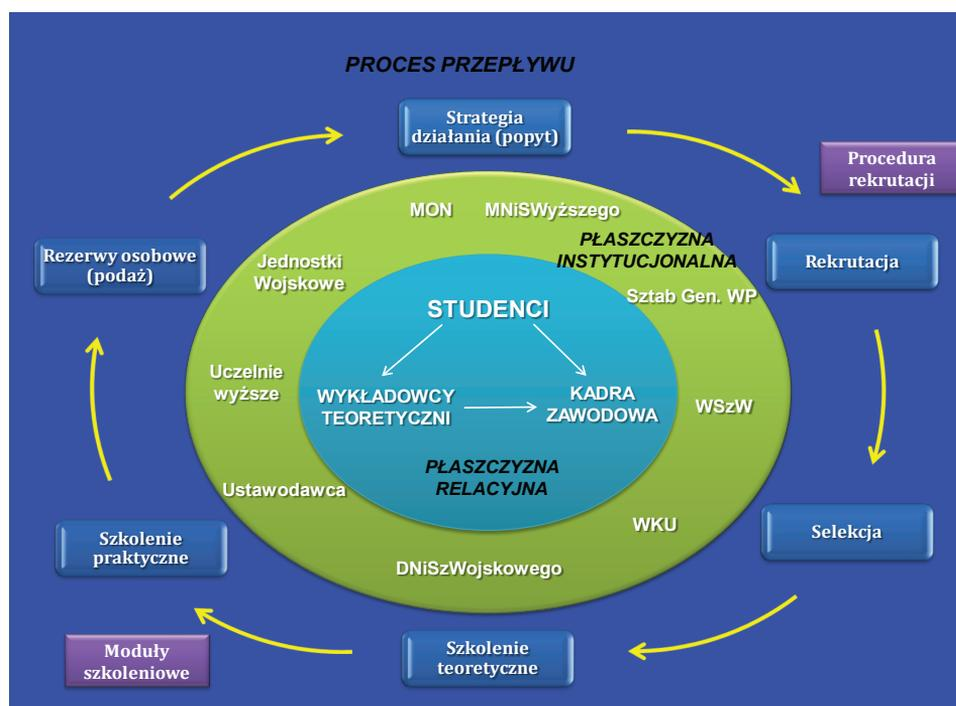 PROCES PRZEPŁYWU
Strategia
działania (popyt)
Procedura
rekrutacji
MON
MNiSWyższego
PŁASZCZYZNA
INSTYTUCJONALNA
Rezerwy osobowe
(podaż)
Jednostki
Wojskowe
Rekrutacja
Sztab Gen. WP
STUDENCI
Uczelnie
wyższe
WYKŁADOWCY
TEORETYCZNI
KADRA
ZAWODOWA
WSzW
PŁASZCZYZNA
RELACYJNA
Ustawodawca
WKU
Selekcja
Szkolenie
praktyczne
DNiSzWojskowego
Moduły
szkoleniowe
Szkolenie
teoretyczne